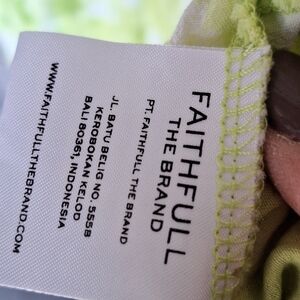 FAITHFULL
THE BRAND
PT. FAITHFULL THE BRAND
JL. BATU BELIG NO. 555B
KEROBOKAN KELOD
BALI 80361, INDONESIA
WWW.FAITHFULLTHEBRAND.COM